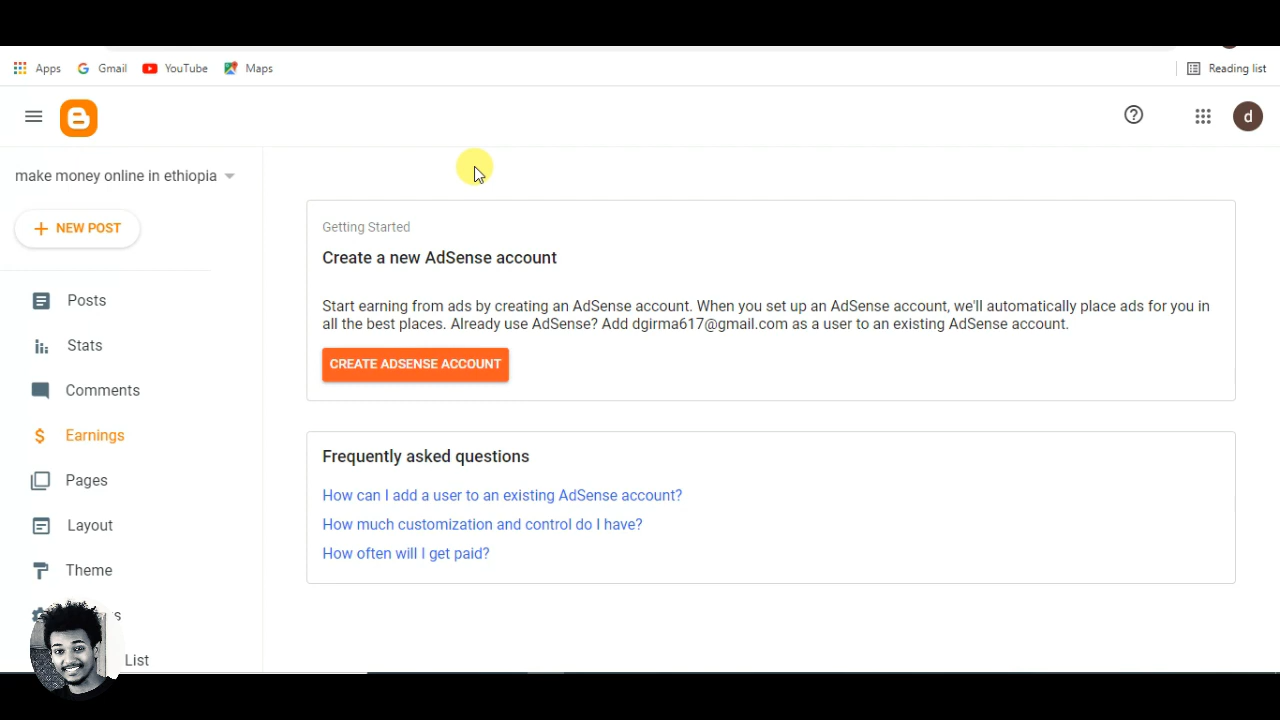 Apps Gmail YouTube Maps Reading list
d
make money online in ethiopia
NEW POST
Posts
Stats
Comments
Earnings
Pages
Layout
Theme
s
List
Getting Started
Create a new AdSense account
Start earning from ads by creating an AdSense account. When you set up an AdSense account, we'll automatically place ads for you in
all the best places. Already use AdSense? Add dgirma617@gmail.com as a user to an existing AdSense account.
CREATE ADSENSE ACCOUNT
Frequently asked questions
How can I add a user to an existing AdSense account?
How much customization and control do I have?
How often will I get paid?